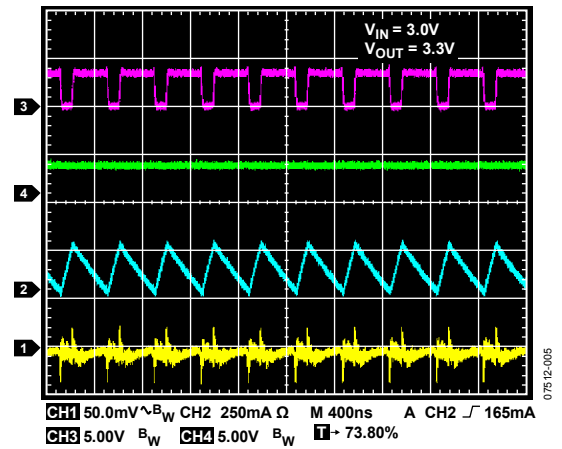 VIN = 3.0V
VOUT = 3.3V
3
4
2
1
07512-005
CH1 50.0mV BW CH2 250mA Ω M 400ns A CH2 165mA
CH3 5.00V BW CH4 5.00V BW T → 73.80%